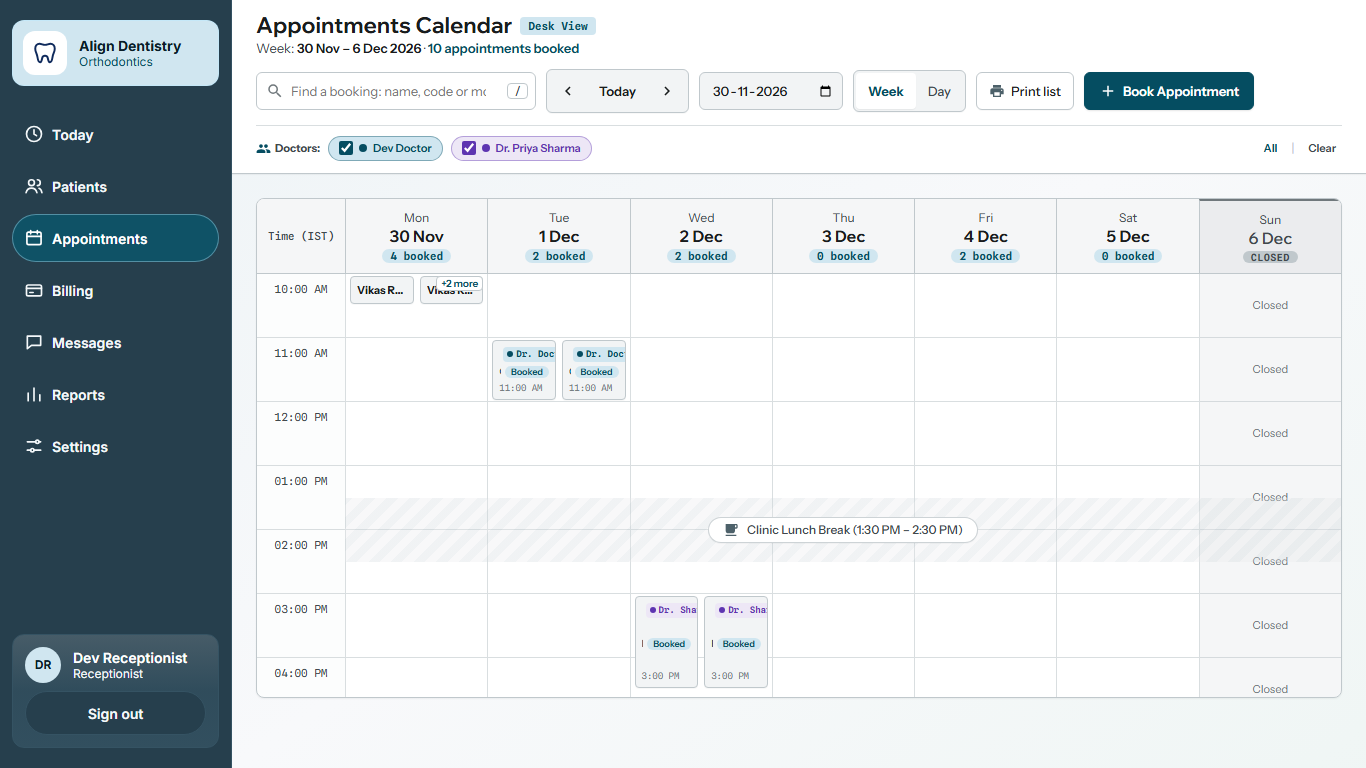 Align Dentistry
Orthodontics
Today
Patients
Appointments
Billing
Messages
Reports
Settings
DR
Dev Receptionist
Receptionist
Sign out
Appointments Calendar Desk View
Week: 30 Nov – 6 Dec 2026 · 10 appointments booked
Find a booking: name, code or mo /
Today
30-11-2026
Week Day
Print list
Book Appointment
Doctors: Dev Doctor Dr. Priya Sharma All Clear
Time (IST)
Mon
30 Nov
4 booked
Tue
1 Dec
2 booked
Wed
2 Dec
2 booked
Thu
3 Dec
0 booked
Fri
4 Dec
2 booked
Sat
5 Dec
0 booked
Sun
6 Dec
CLOSED
10:00 AM
Vikas R...
+2 more
Closed
11:00 AM
Dr. Doc Dr. Doc
Booked Booked
11:00 AM 11:00 AM
Closed
12:00 PM
Closed
01:00 PM
Closed
Clinic Lunch Break (1:30 PM – 2:30 PM)
02:00 PM
Closed
03:00 PM
Dr. Sha Dr. Sha
Booked Booked
3:00 PM 3:00 PM
Closed
04:00 PM
Closed